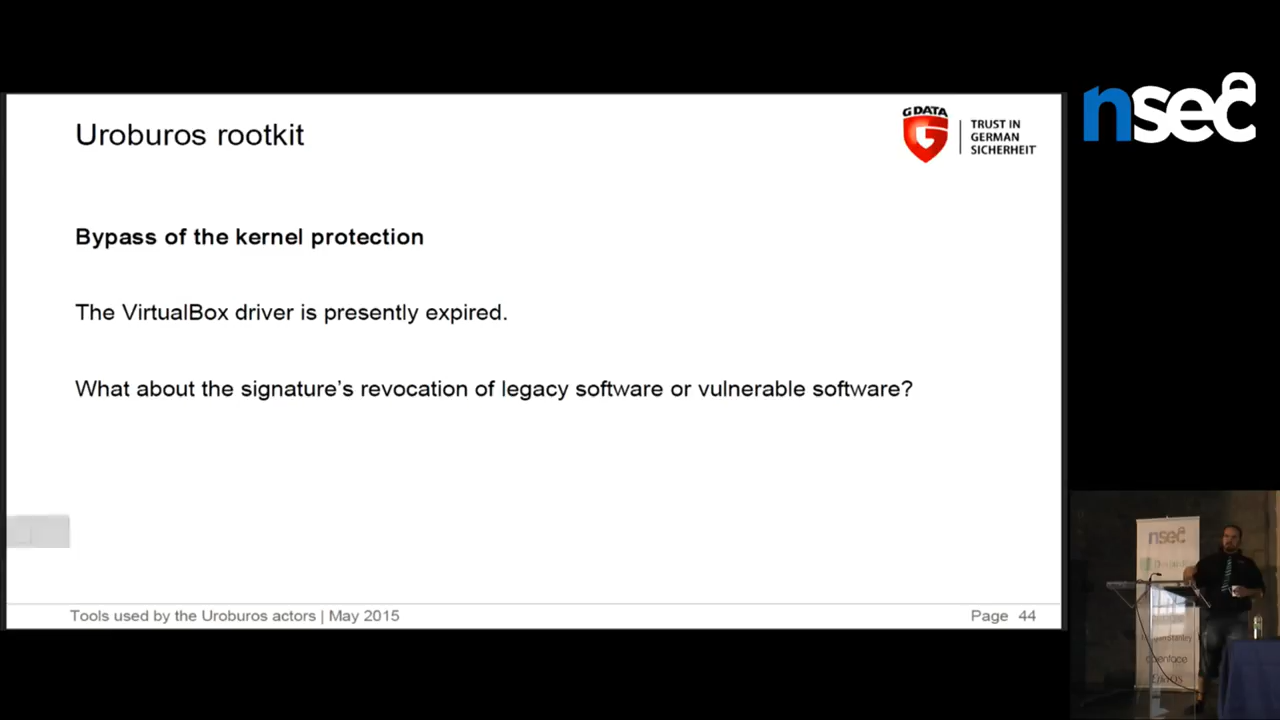 Uroburos rootkit
G DATA
TRUST IN
GERMAN
SICHERHEIT
nsec
Bypass of the kernel protection
The VirtualBox driver is presently expired.
What about the signature's revocation of legacy software or vulnerable software?
Tools used by the Uroburos actors | May 2015
Page 44
nsec